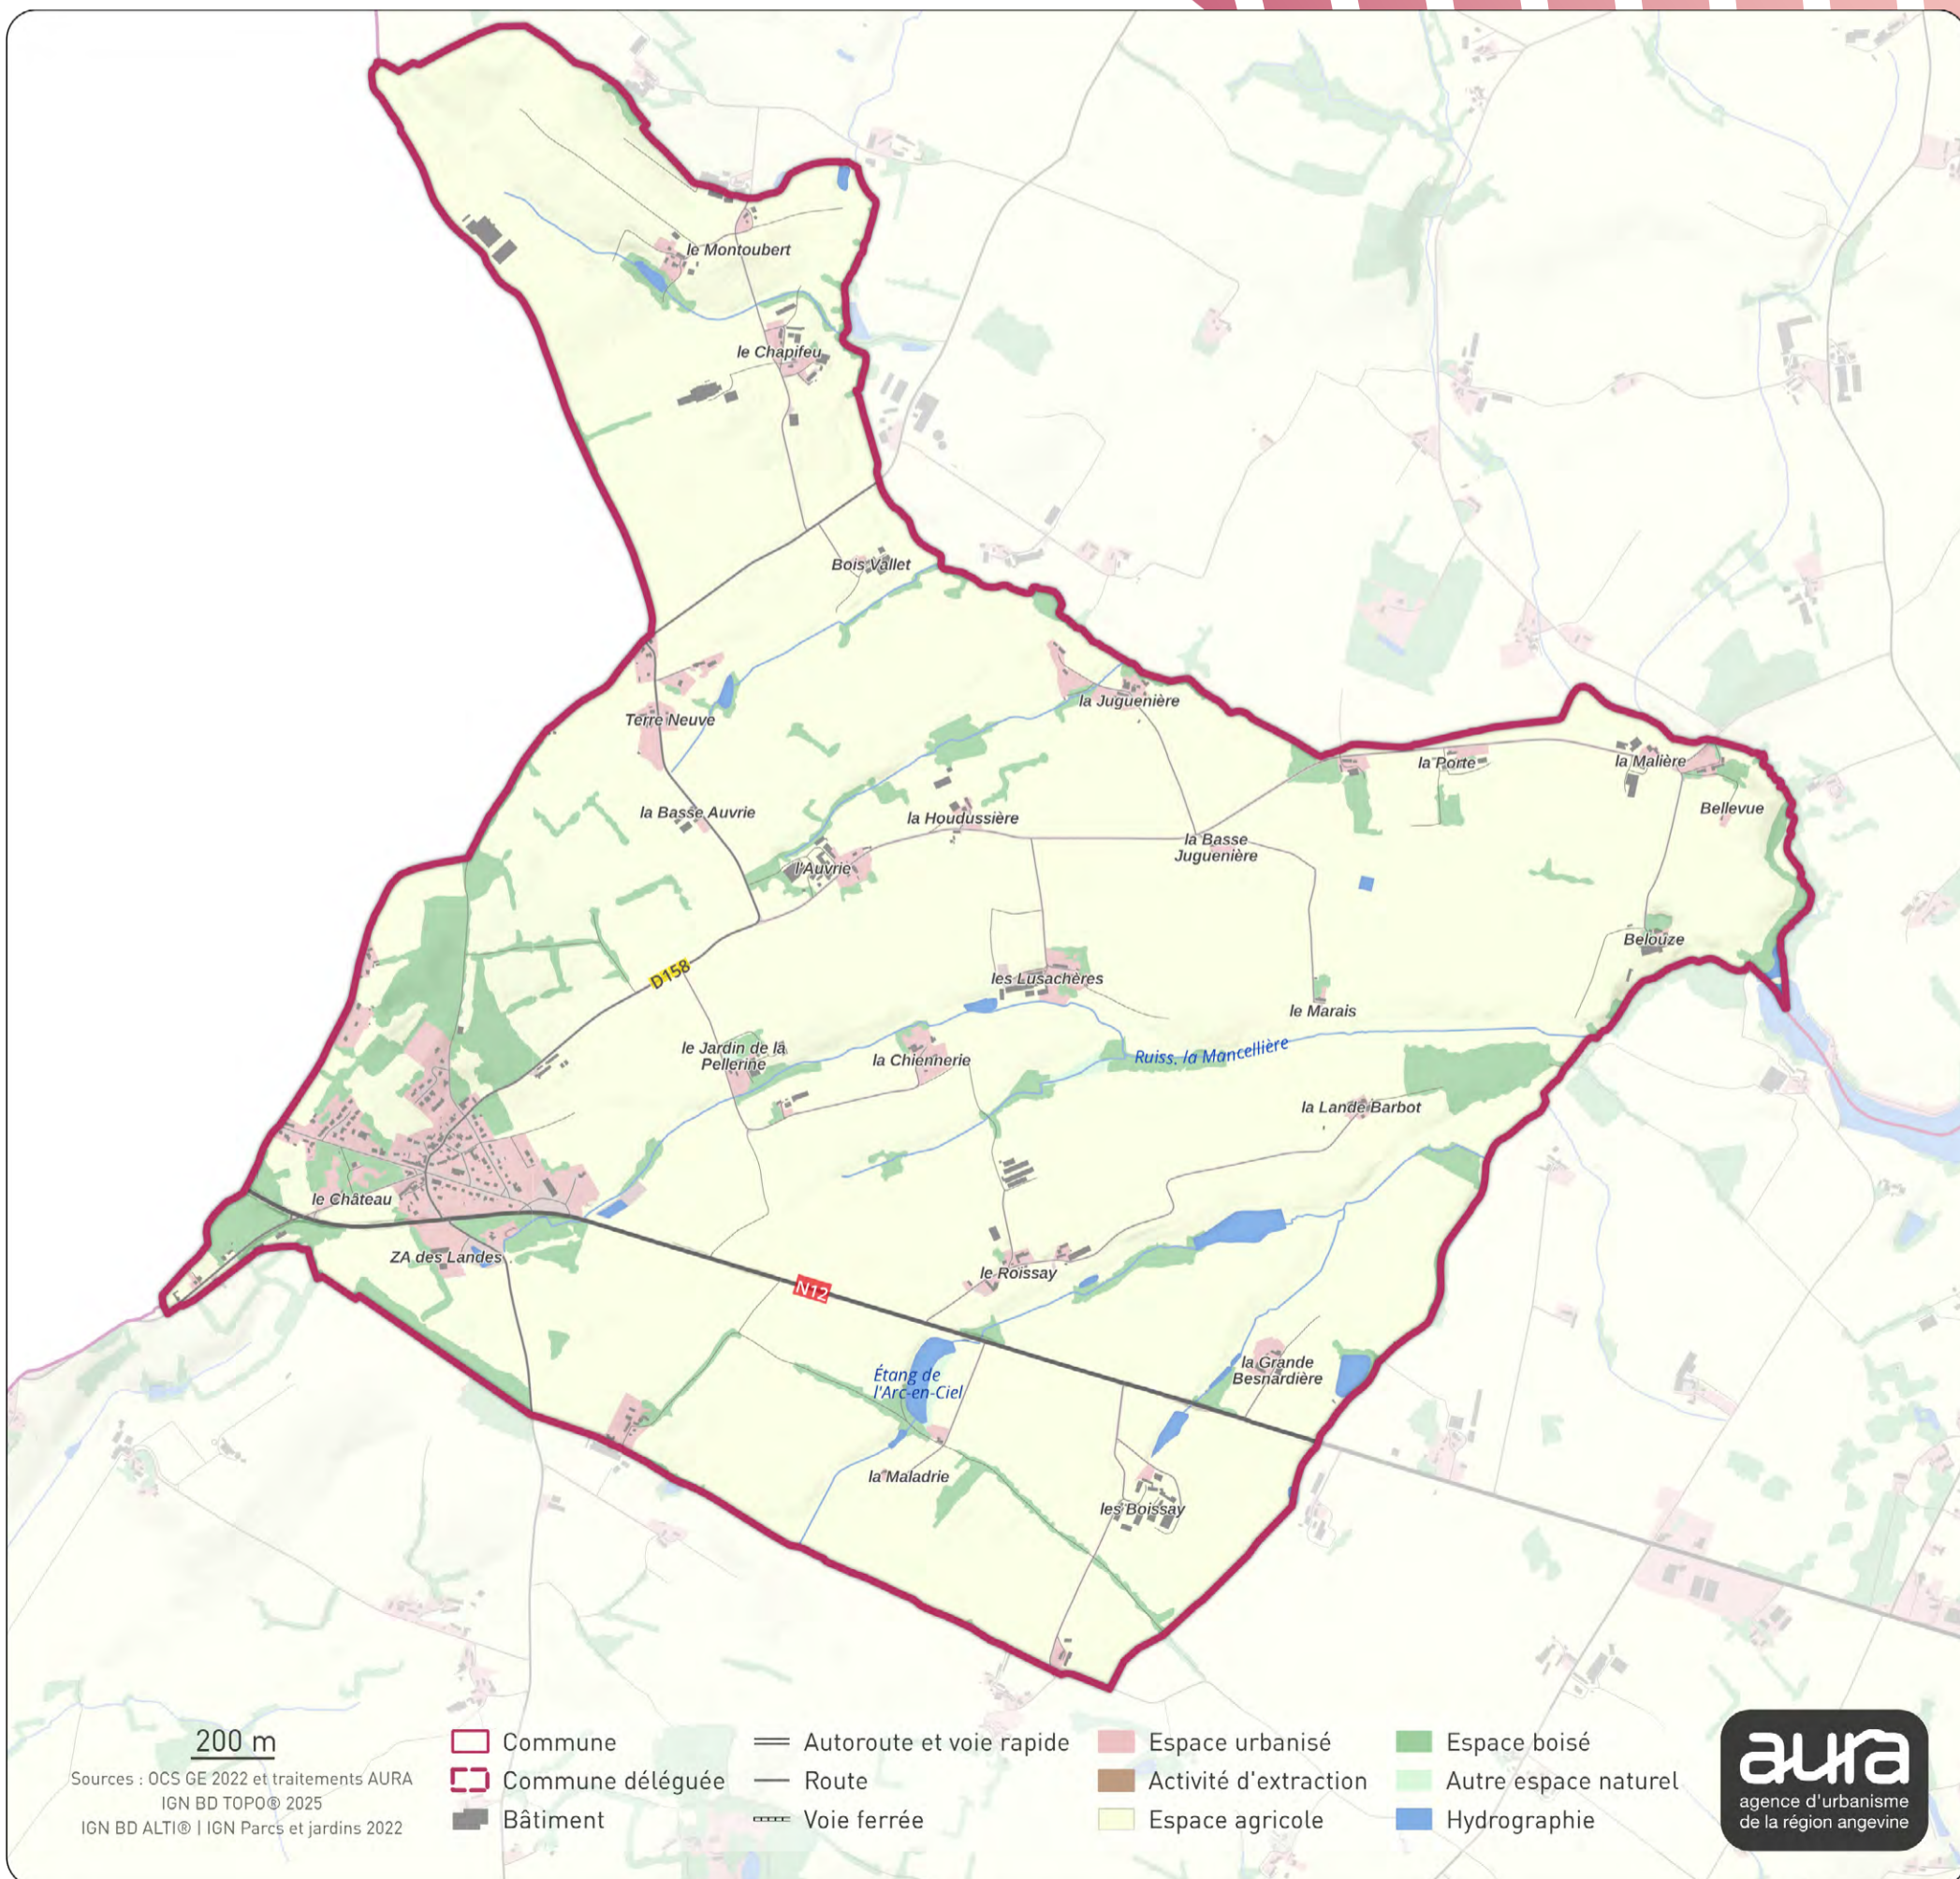 le Montoubert
le Chapifeu
Bois Vallet
Terre Neuve
la Juguenière
la Porte
la Malière
Bellevue
la Basse Auvrie
la Houdussière
la Basse
Juguenière
l'Auvrie
Belouze
D158
les Lusachères
le Marais
le Jardin de la
Pellerine
la Chiennerie
Ruiss. la Mancellière
la Lande Barbot
le Château
ZA des Landes
le Roissay
N12
la Grande
Besnardière
Étang de
l'Arc-en-Ciel
la Maladrie
les Boissay
200 m
Sources : OCS GE 2022 et traitements AURA
IGN BD TOPO® 2025
IGN BD ALTI® | IGN Parcs et jardins 2022
Commune
Commune déléguée
Bâtiment
Autoroute et voie rapide
Route
Voie ferrée
Espace urbanisé
Activité d'extraction
Espace agricole
Espace boisé
Autre espace naturel
Hydrographie
aura
agence d'urbanisme
de la région angevine